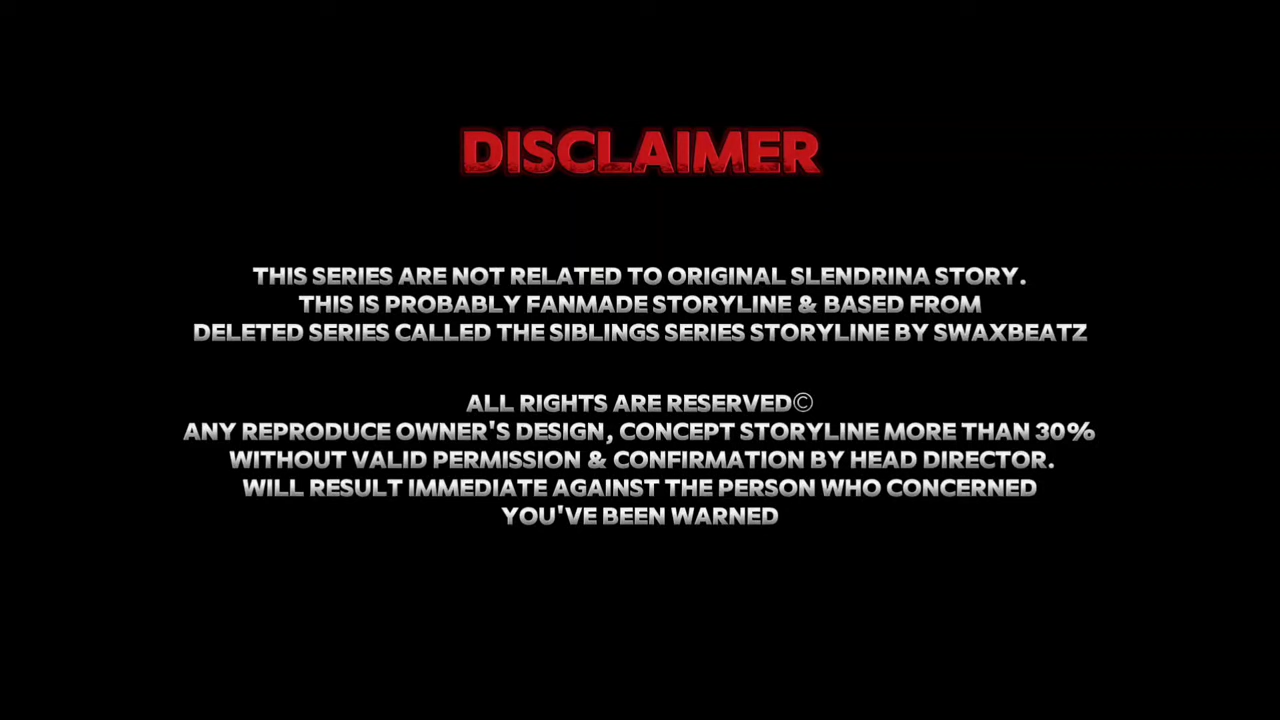 DISCLAIMER
THIS SERIES ARE NOT RELATED TO ORIGINAL SLENDRINA STORY.
THIS IS PROBABLY FANMADE STORYLINE & BASED FROM
DELETED SERIES CALLED THE SIBLINGS SERIES STORYLINE BY SWAXBEATZ
ALL RIGHTS ARE RESERVED©
ANY REPRODUCE OWNER'S DESIGN, CONCEPT STORYLINE MORE THAN 30%
WITHOUT VALID PERMISSION & CONFIRMATION BY HEAD DIRECTOR.
WILL RESULT IMMEDIATE AGAINST THE PERSON WHO CONCERNED
YOU'VE BEEN WARNED